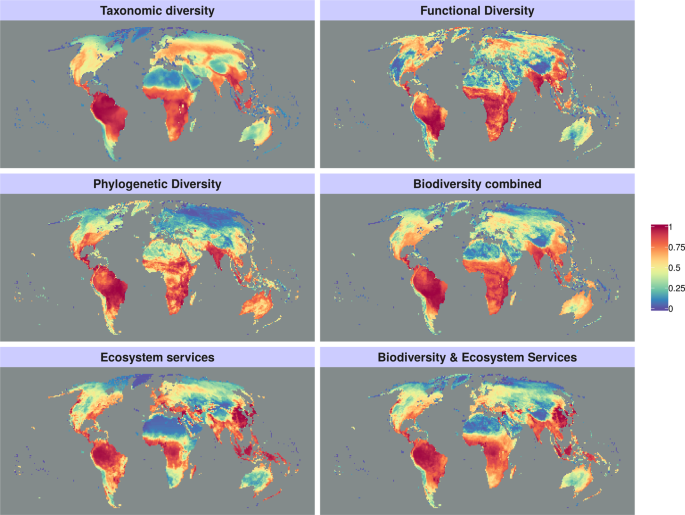 Taxonomic diversity
Functional Diversity
Phylogenetic Diversity
Biodiversity combined
1
0.75
0.5
0.25
0
Ecosystem services
Biodiversity & Ecosystem Services